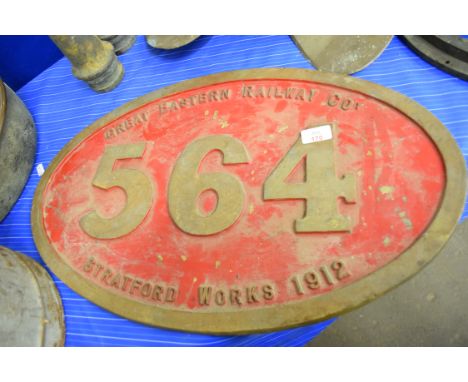 GREAT EASTERN RAILWAY COY
564
STRATFORD WORKS 1912